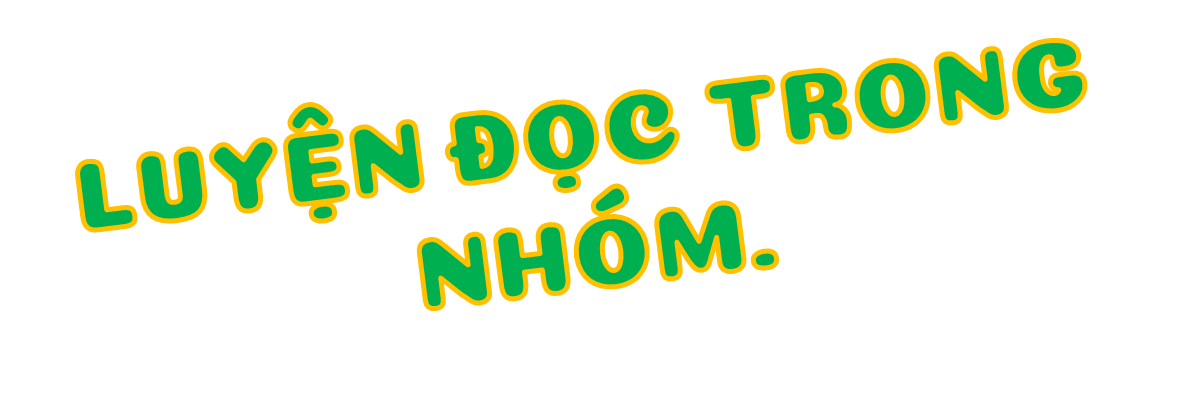 LUYỆN ĐỌC TRONG
NHÓM.